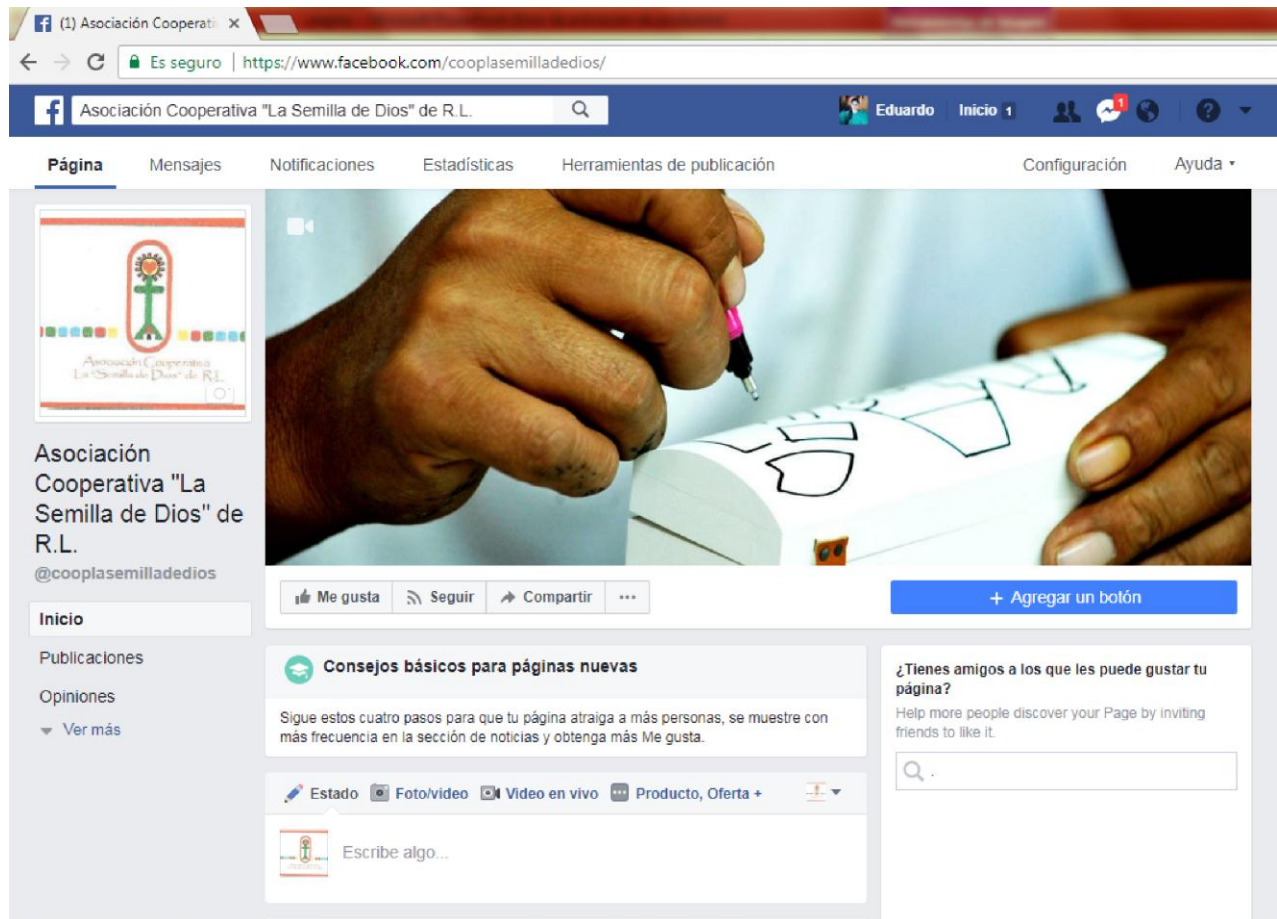 (1) Asociación Cooperati
Es seguro | https://www.facebook.com/cooplasemilladedios/
Asociación Cooperativa "La Semilla de Dios" de R.L.
Eduardo Inicio 1
1
Página Mensajes Notificaciones Estadísticas Herramientas de publicación Configuración Ayuda
Asociación Cooperativa
La "Semilla de Dios" de R.L.
Asociación
Cooperativa "La
Semilla de Dios" de
R.L.
@cooplasemilladedios
Inicio
Publicaciones
Opiniones
Ver más
Me gusta Seguir Compartir ...
+ Agregar un botón
Consejos básicos para páginas nuevas
Sigue estos cuatro pasos para que tu página atraiga a más personas, se muestre con
más frecuencia en la sección de noticias y obtenga más Me gusta.
Estado Foto/video Video en vivo Producto, Oferta +
Escribe algo...
¿Tienes amigos a los que les puede gustar tu
página?
Help more people discover your Page by inviting
friends to like it.
.